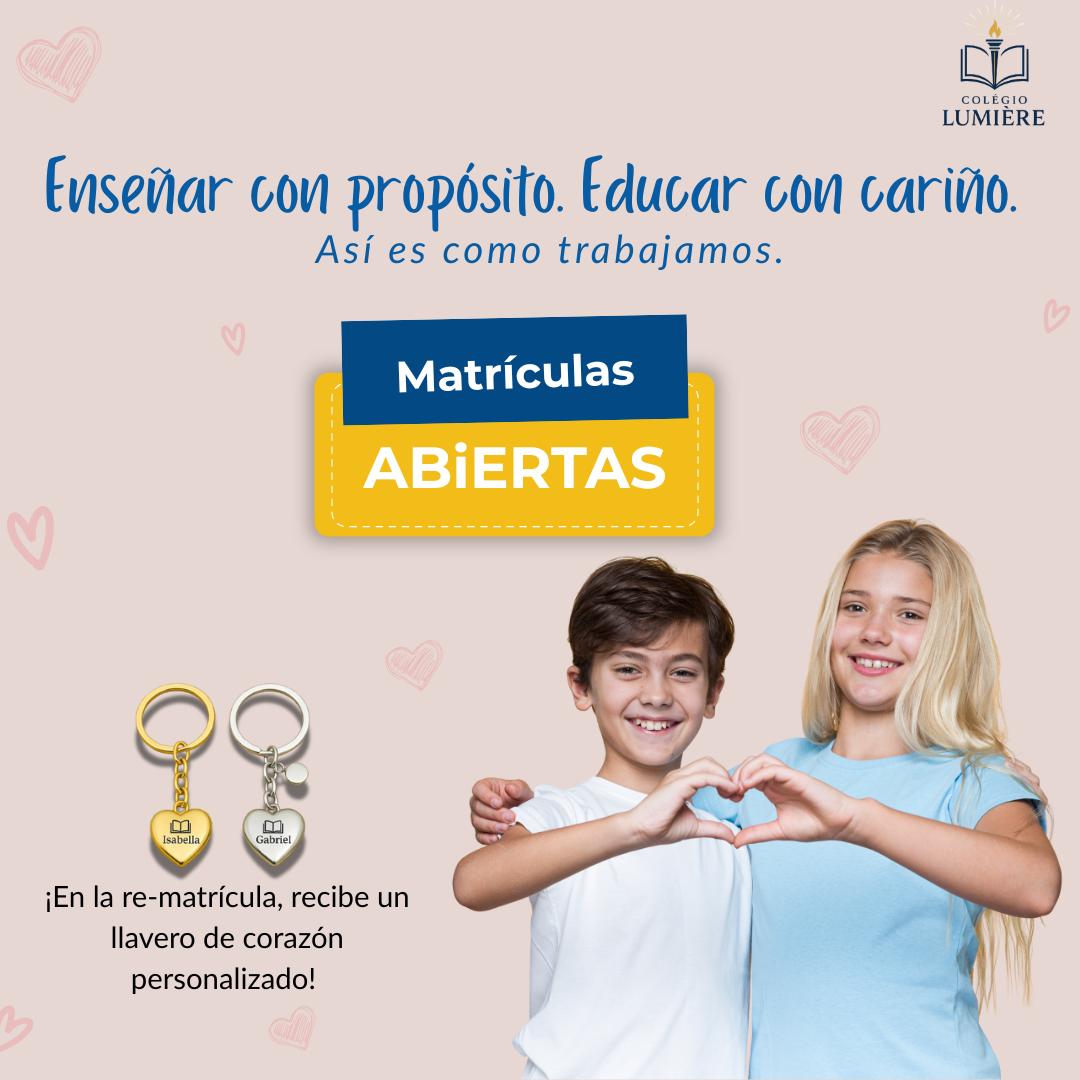 COLÉGIO
LUMIÈRE
Enseñar con propósito. Educar con cariño.
Así es como trabajamos.
Matrículas
ABiERTAS
Isabella
Gabriel
¡En la re-matrícula, recibe un
llavero de corazón
personalizado!